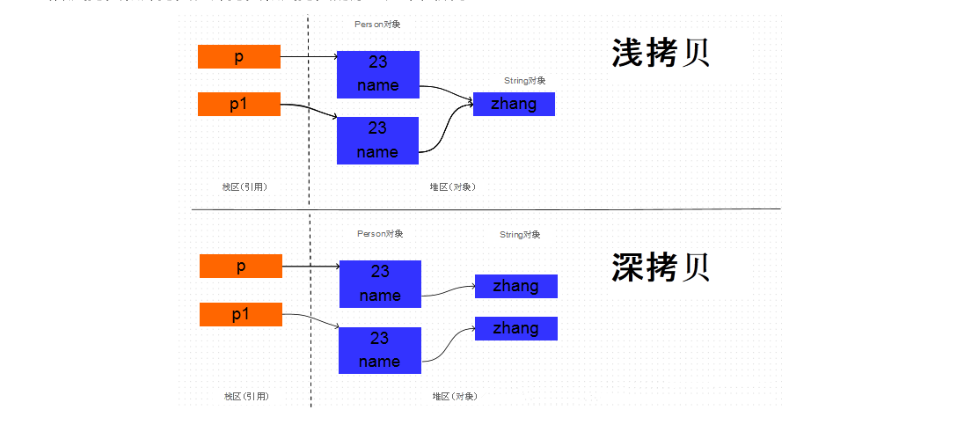 Person对象
浅拷贝
p
23
name
String对象
zhang
p1
23
name
栈区(引用)
堆区(对象)
Person对象
String对象
深拷贝
p
23
name
zhang
p1
23
name
zhang
栈区(引用)
堆区(对象)